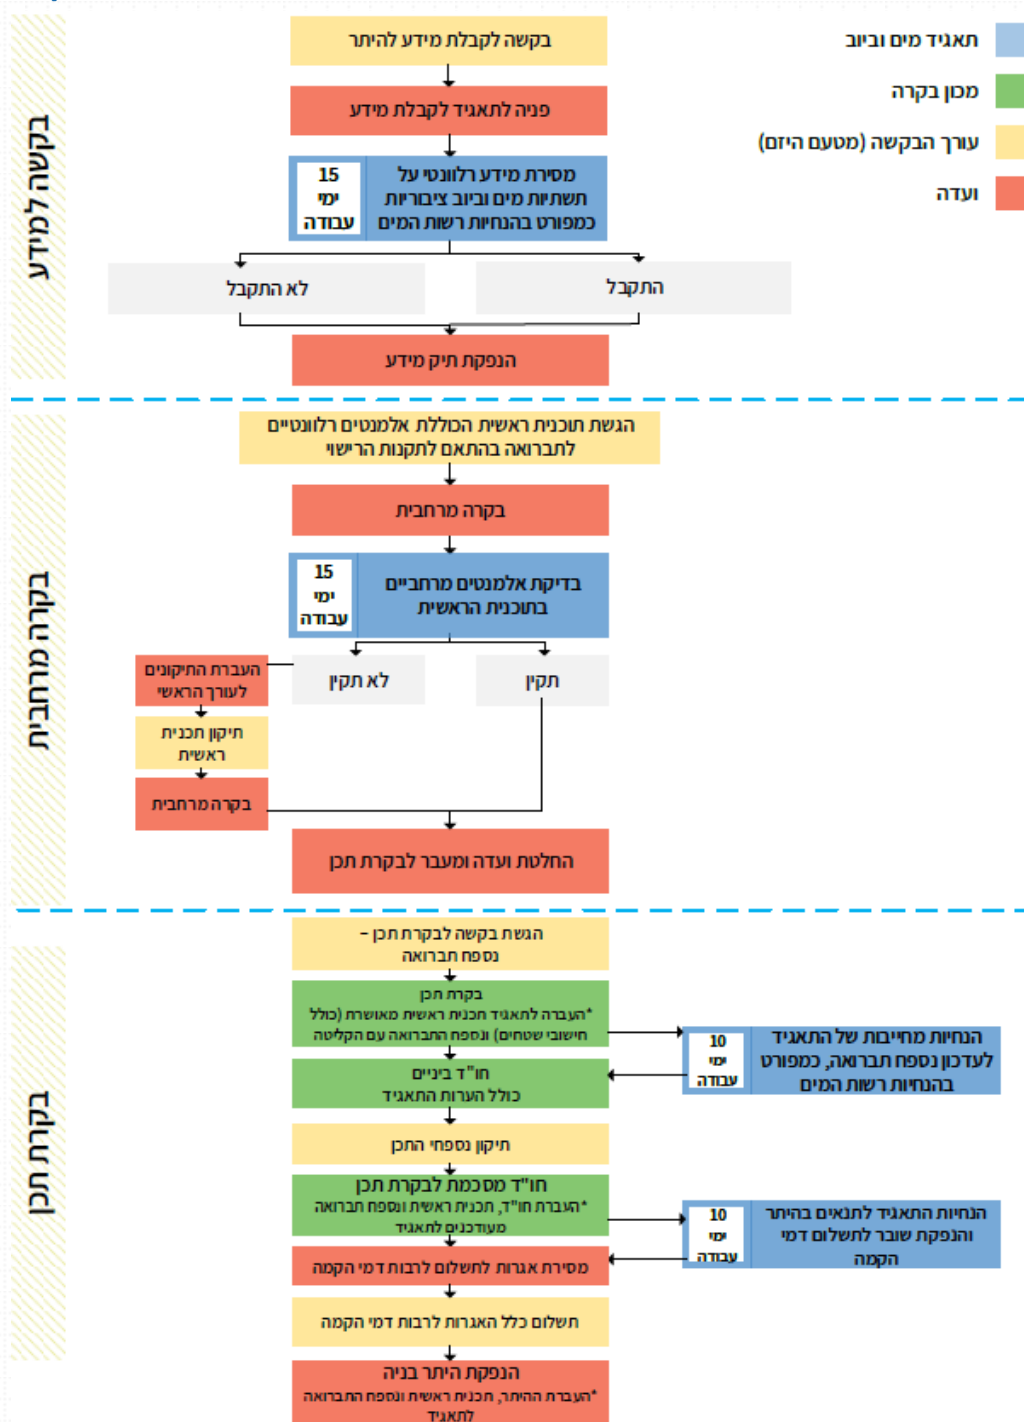 תאגיד מים וביוב
מכון בקרה
עורך הבקשה (מטעם היזם)
ועדה
בקשה למידע
בקשה לקבלת מידע להיתר
פניה לתאגיד לקבלת מידע
מסירת מידע רלוונטי על
תשתיות מים וביוב ציבוריות
כמפורט בהנחיות רשות המים
15
ימי
עבודה
התקבל
לא התקבל
הנפקת תיק מידע
בקרה מרחבית
הגשת תוכנית ראשית הכוללת אלמנטים רלוונטיים
לתברואה בהתאם לתקנות הרישוי
בקרה מרחבית
בדיקת אלמנטים מרחביים
בתוכנית הראשית
15
ימי
עבודה
תקין
לא תקין
העברת התיקונים
לעורך הראשי
תיקון תכנית
ראשית
בקרה מרחבית
החלטת ועדה ומעבר לבקרת תכן
בקרת תכן
הגשת בקשה לבקרת תכן –
נספח תברואה
בקרת תכן
*העברה לתאגיד תכנית ראשית מאושרת (כולל
חישובי שטחים) ונספח התברואה עם הקליטה
הנחיות מחייבות של התאגיד
לעדכון נספח תברואה, כמפורט
בהנחיות רשות המים
10
ימי
עבודה
חו"ד ביניים
כולל הערות התאגיד
תיקון נספחי התכן
חו"ד מסכמת לבקרת תכן
*העברת חו"ד, תכנית ראשית ונספח תברואה
מעודכנים לתאגיד
הנחיות התאגיד לתנאים בהיתר
והנפקת שובר לתשלום דמי
הקמה
10
ימי
עבודה
מסירת אגרות לתשלום לרבות דמי הקמה
תשלום כלל האגרות לרבות דמי הקמה
הנפקת היתר בניה
*העברת ההיתר, תכנית ראשית ונספח התברואה
לתאגיד